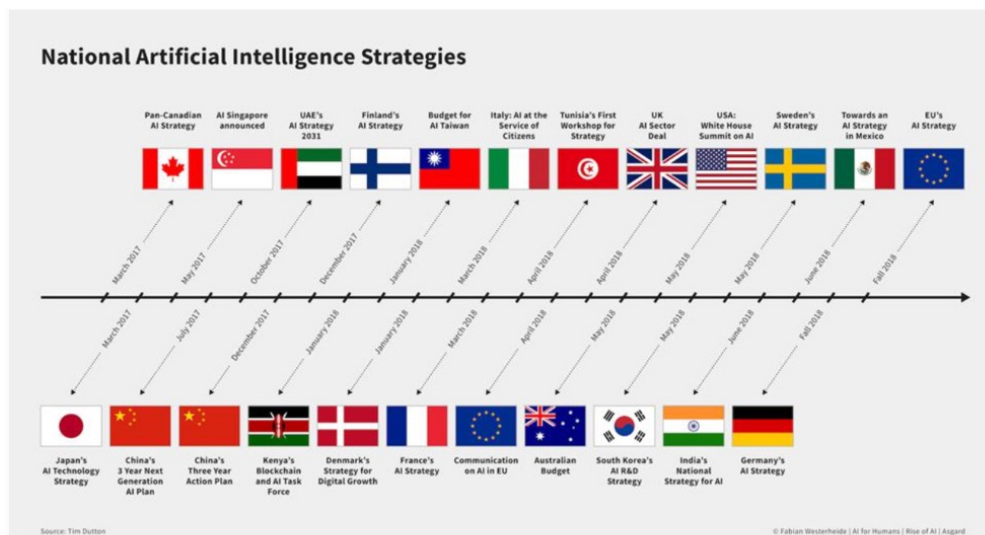 National Artificial Intelligence Strategies
Pan-Canadian
AI Strategy
AI Singapore
announced
UAE's
AI Strategy
2031
Finland's
AI Strategy
Budget for
AI Taiwan
Italy: AI at the
Service of
Citizens
Tunisia's First
Workshop for
Strategy
UK
AI Sector
Deal
USA:
White House
Summit on AI
Sweden's
AI Strategy
Towards an
AI Strategy
in Mexico
EU's
AI Strategy
March 2017
May 2017
October 2017
December 2017
January 2018
March 2018
April 2018
April 2018
May 2018
May 2018
June 2018
Fall 2018
March 2017
July 2017
December 2017
January 2018
January 2018
March 2018
April 2018
May 2018
May 2018
June 2018
Fall 2018
Japan's
AI Technology
Strategy
China's
3 Year Next
Generation
AI Plan
China's
Three Year
Action Plan
Kenya's
Blockchain
and AI Task
Force
Denmark's
Strategy for
Digital Growth
France's
AI Strategy
Communication
on AI in EU
Australian
Budget
South Korea's
AI R&D
Strategy
India's
National
Strategy for AI
Germany's
AI Strategy
Source: Tim Dutton
© Fabian Westerheide | AI for Humans | Rise of AI | Asgard